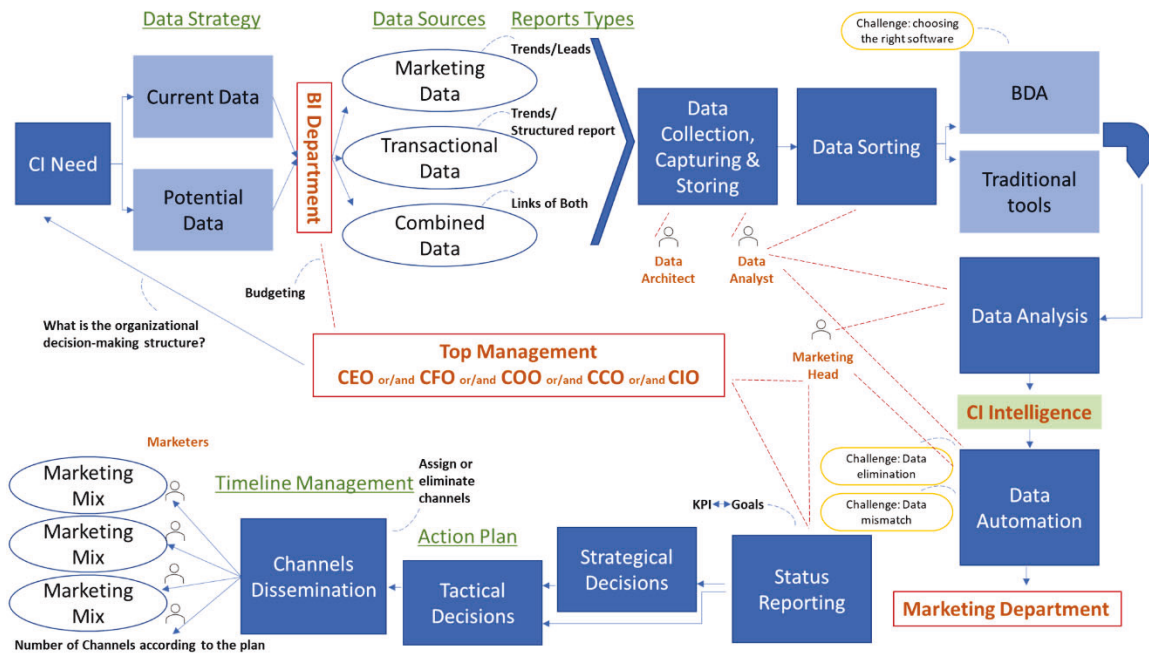 Data Strategy
Data Sources
Reports Types
Challenge: choosing
the right software
Trends/Leads
Marketing
Data
Current Data
BI Department
BDA
Data
Collection,
Capturing &
Storing
Data Sorting
Trends/
Structured report
Transactional
Data
CI Need
Potential
Data
Traditional
tools
Links of Both
Combined
Data
Data
Architect
Data
Analyst
Budgeting
What is the organizational
decision-making structure?
Data Analysis
Top Management
CEO or/and CFO or/and COO or/and CCO or/and CIO
Marketing
Head
CI Intelligence
Marketers
Marketing
Mix
Timeline Management
Assign or
eliminate
channels
Challenge: Data
elimination
Challenge: Data
mismatch
Data
Automation
KPI Goals
Marketing
Mix
Action Plan
Channels
Dissemination
Strategical
Decisions
Tactical
Decisions
Status
Reporting
Marketing
Mix
Marketing Department
Number of Channels according to the plan